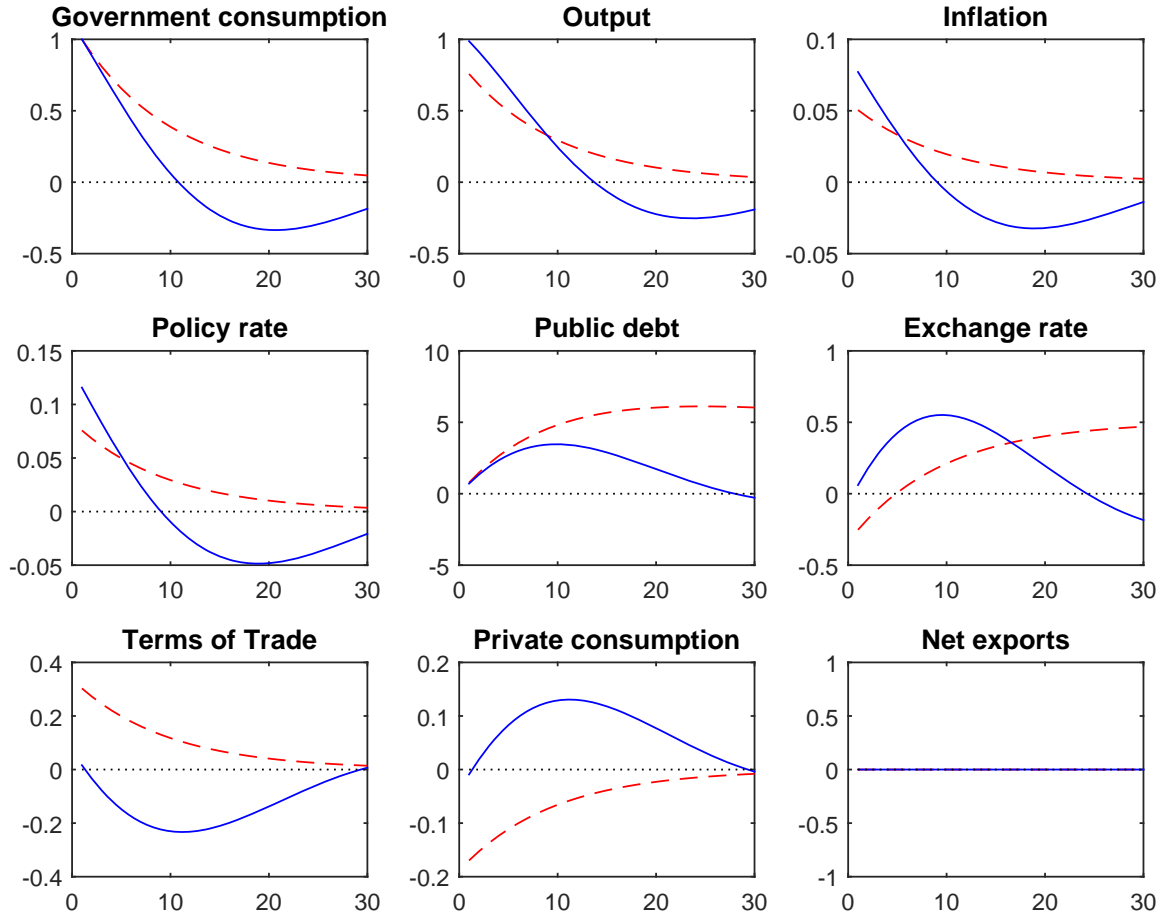 Government consumption
Output
Inflation
1
0.5
0
-0.5
0 10 20 30
1
0.5
0
-0.5
0 10 20 30
0.1
0.05
0
-0.05
0 10 20 30
Policy rate
Public debt
Exchange rate
0.15
0.1
0.05
0
-0.05
0 10 20 30
10
5
0
-5
0 10 20 30
1
0.5
0
-0.5
0 10 20 30
Terms of Trade
Private consumption
Net exports
0.4
0.2
0
-0.2
-0.4
0 10 20 30
0.2
0.1
0
-0.1
-0.2
0 10 20 30
1
0.5
0
-0.5
-1
0 10 20 30